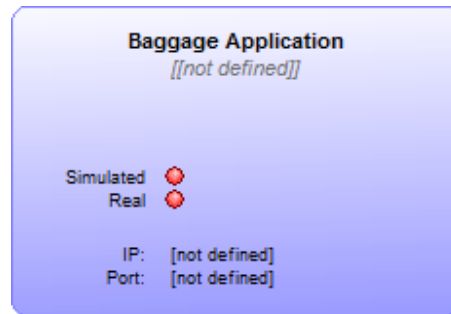 Baggage Application
[[not defined]]
Simulated
Real
IP: [not defined]
Port: [not defined]